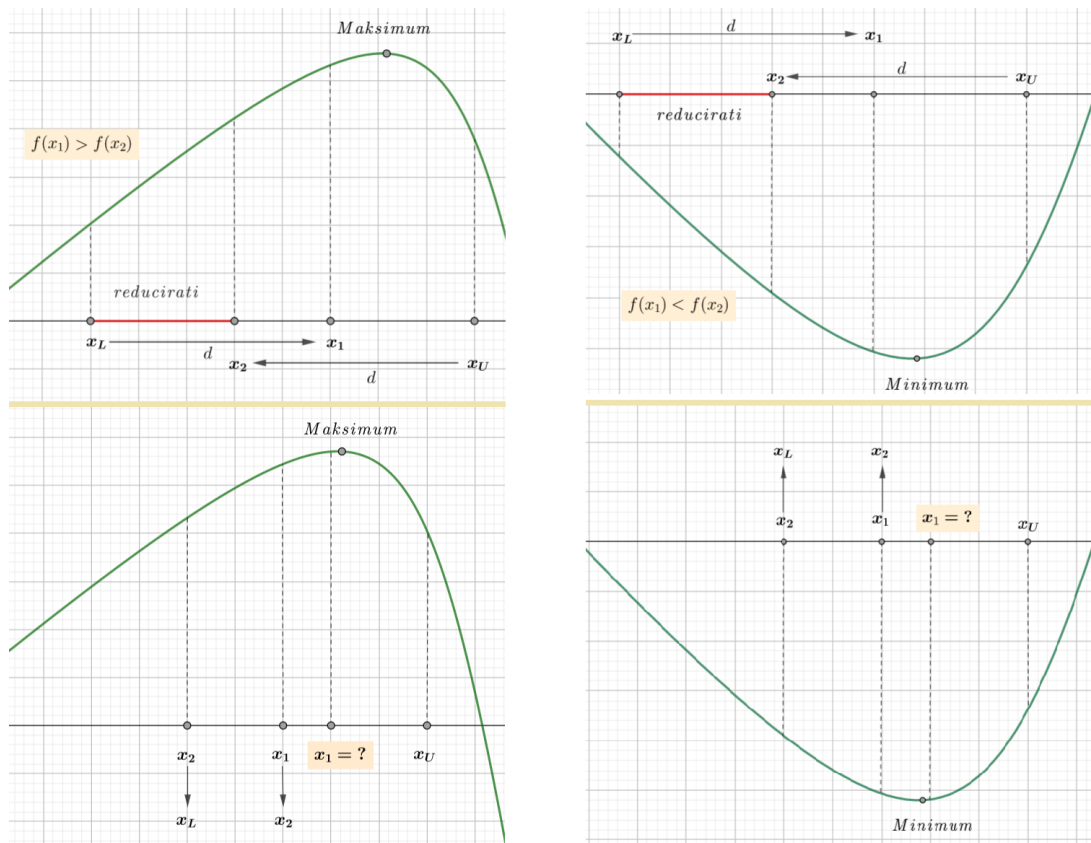 Maksimum
f(x₁) > f(x₂)
reducirati
x_L
d
x₁
x₂
d
x_U
x_L
d
x₁
x₂
d
x_U
reducirati
f(x₁) < f(x₂)
Minimum
Maksimum
x₂
x₁
x₁ = ?
x_U
x_L
x₂
x_L
x₂
x₂
x₁
x₁ = ?
x_U
Minimum